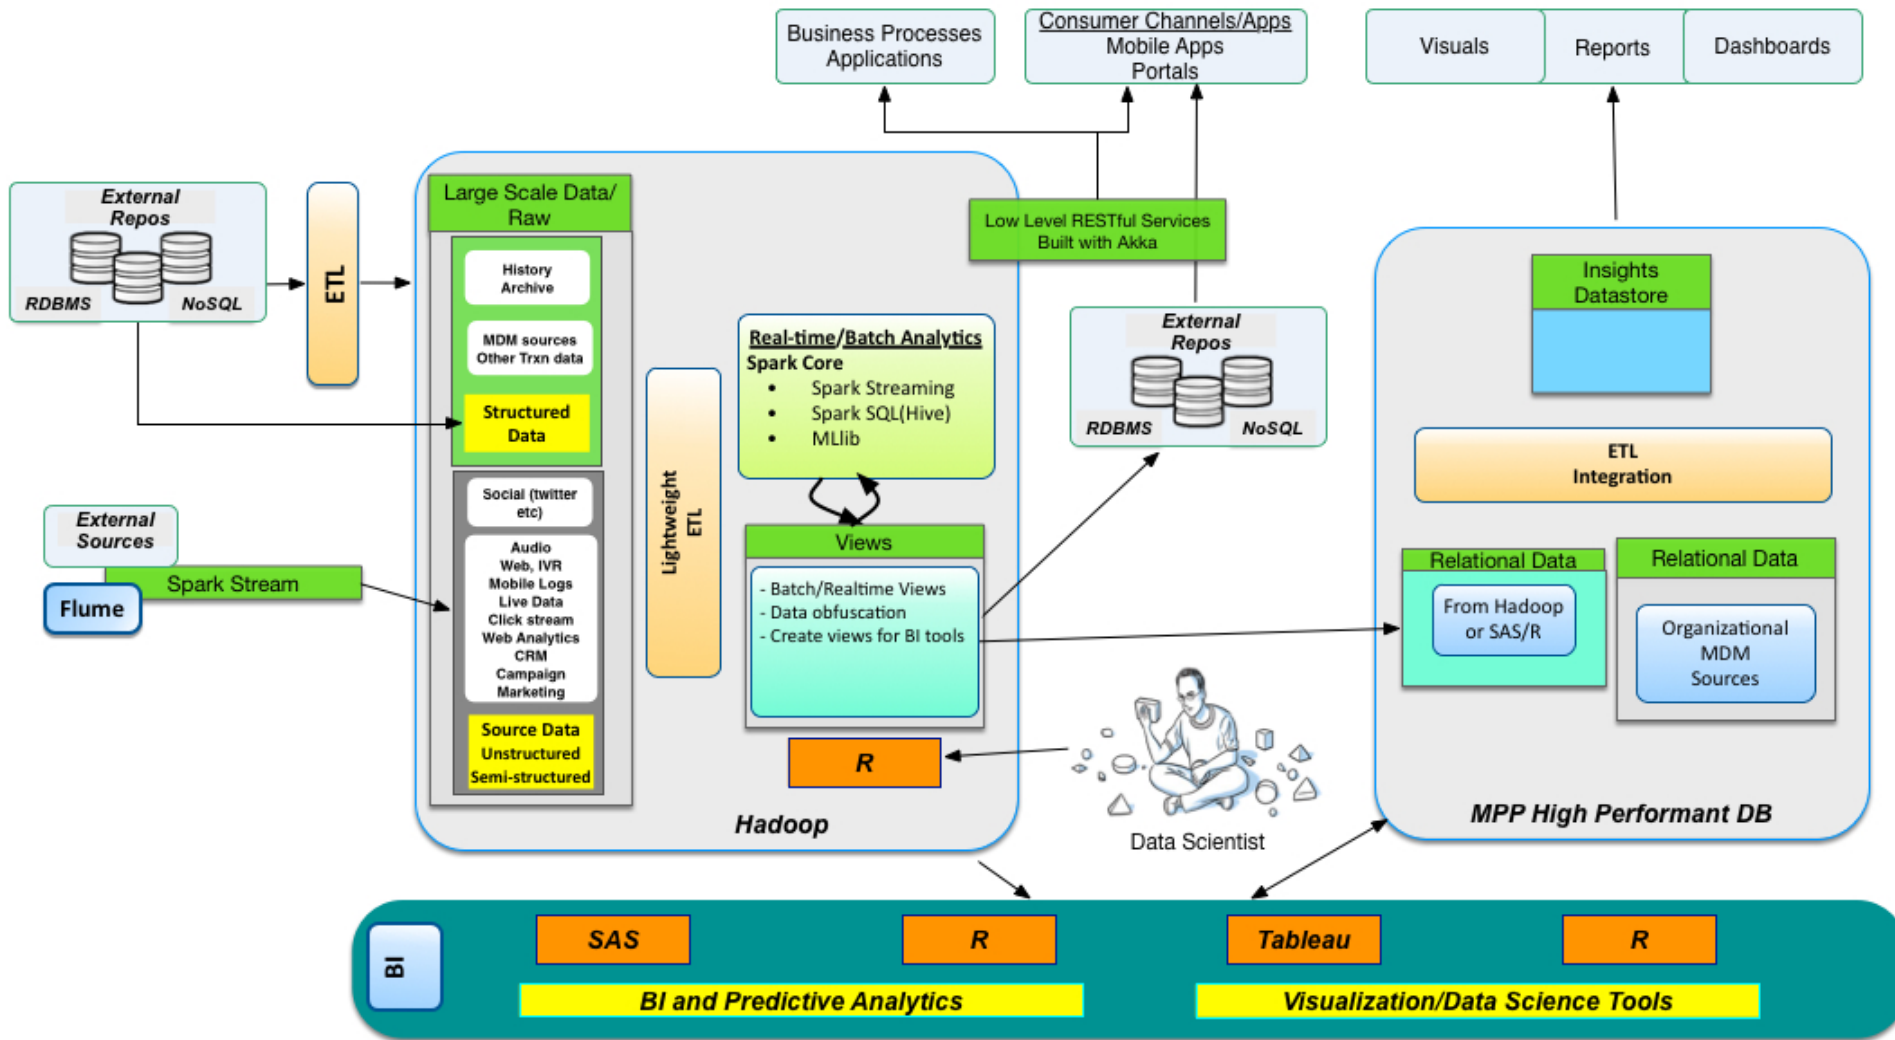 Business Processes
Applications
Consumer Channels/Apps
Mobile Apps
Portals
Visuals
Reports
Dashboards
External
Repos
RDBMS
NoSQL
ETL
Large Scale Data/
Raw
History
Archive
MDM sources
Other Trxn data
Structured
Data
Social (twitter
etc)
Audio
Web, IVR
Mobile Logs
Live Data
Click stream
Web Analytics
CRM
Campaign
Marketing
Source Data
Unstructured
Semi-structured
External
Sources
Spark Stream
Flume
Lightweight
ETL
Real-time/Batch Analytics
Spark Core
• Spark Streaming
• Spark SQL(Hive)
• MLlib
Views
- Batch/Realtime Views
- Data obfuscation
- Create views for BI tools
R
Hadoop
Low Level RESTful Services
Built with Akka
External
Repos
RDBMS
NoSQL
Data Scientist
Insights
Datastore
ETL
Integration
Relational Data
From Hadoop
or SAS/R
Relational Data
Organizational
MDM
Sources
MPP High Performant DB
BI
SAS
R
Tableau
R
BI and Predictive Analytics
Visualization/Data Science Tools